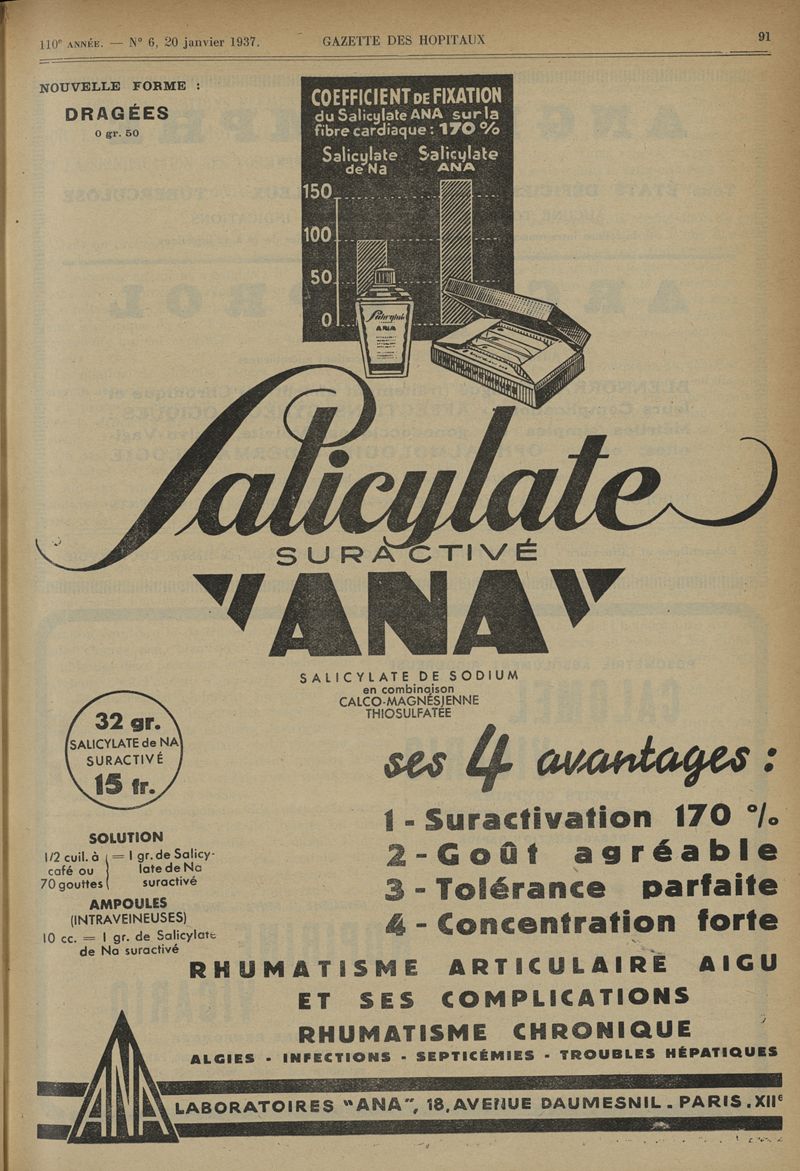 110e ANNÉE. — N° 6, 20 janvier 1937.
GAZETTE DES HOPITAUX
91
NOUVELLE FORME :
DRAGÉES
0 gr. 50
COEFFICIENT DE FIXATION
du Salicylate ANA sur la
fibre cardiaque : 170 %
Salicylate de Na
Salicylate ANA
150
100
50
0
Salicylate
ANA
Salicylate
SURACTIVÉ
"ANA"
SALICYLATE DE SODIUM
en combinaison
CALCO-MAGNÉSIENNE
THIOSULFATÉE
32 gr.
SALICYLATE de NA
SURACTIVÉ
15 fr.
ses 4 avantages :
1 - Suractivation 170 %
2 - Goût agréable
3 - Tolérance parfaite
4 - Concentration forte
SOLUTION
1/2 cuil. à café ou 70 gouttes = 1 gr. de Salicylate de Na suractivé
AMPOULES
(INTRAVEINEUSES)
10 cc. = 1 gr. de Salicylate
de Na suractivé
RHUMATISME ARTICULAIRE AIGU
ET SES COMPLICATIONS
RHUMATISME CHRONIQUE
ALGIES - INFECTIONS - SEPTICÉMIES - TROUBLES HÉPATIQUES
ANA
LABORATOIRES "ANA", 18, AVENUE DAUMESNIL. PARIS. XIIe